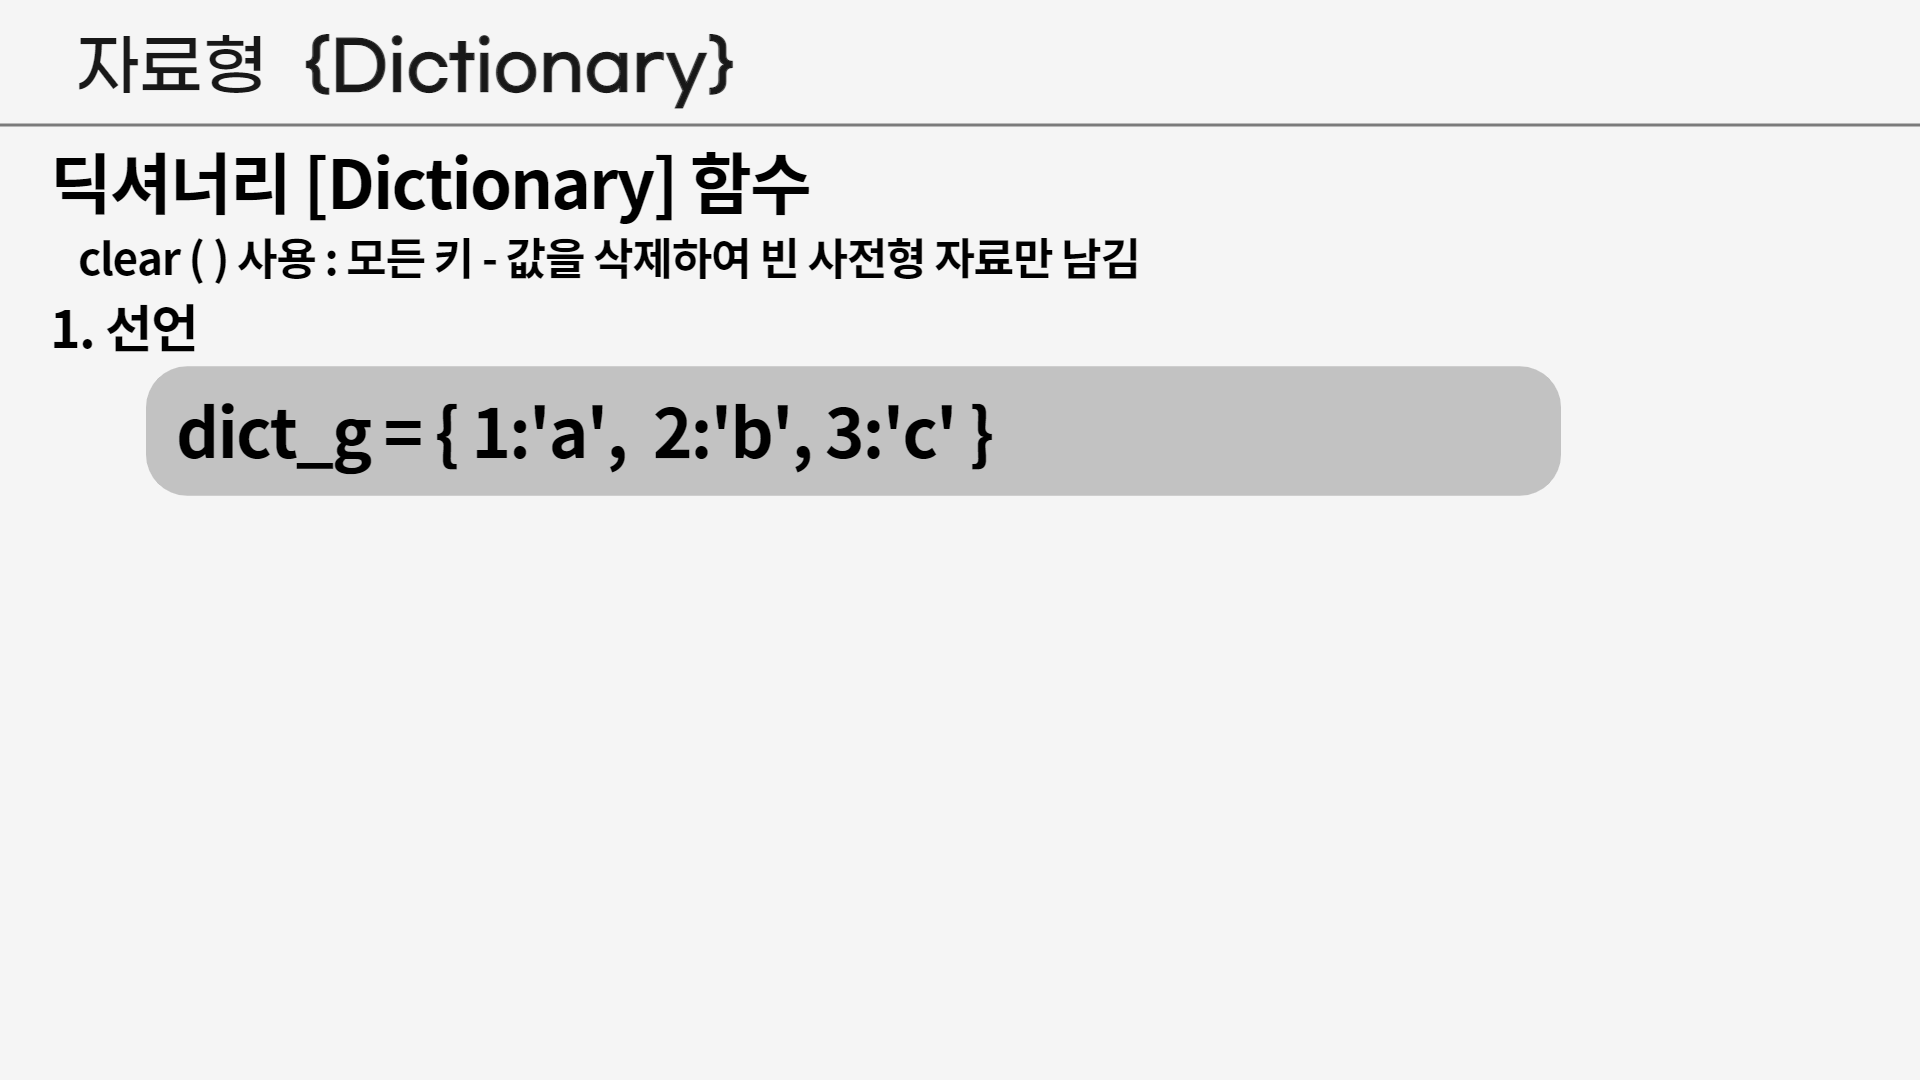 자료형 {Dictionary}
딕셔너리 [Dictionary] 함수
clear ( ) 사용 : 모든 키 - 값을 삭제하여 빈 사전형 자료만 남김
1. 선언
dict_g = { 1:'a', 2:'b', 3:'c' }